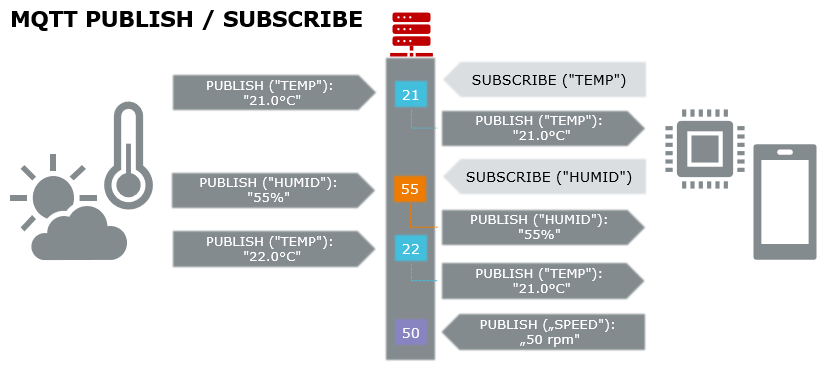 MQTT PUBLISH / SUBSCRIBE
PUBLISH ("TEMP"):
"21.0°C"
21
SUBSCRIBE ("TEMP")
PUBLISH ("TEMP"):
"21.0°C"
PUBLISH ("HUMID"):
"55%"
55
SUBSCRIBE ("HUMID")
PUBLISH ("HUMID"):
"55%"
PUBLISH ("TEMP"):
"22.0°C"
22
PUBLISH ("TEMP"):
"21.0°C"
50
PUBLISH („SPEED"):
„50 rpm"